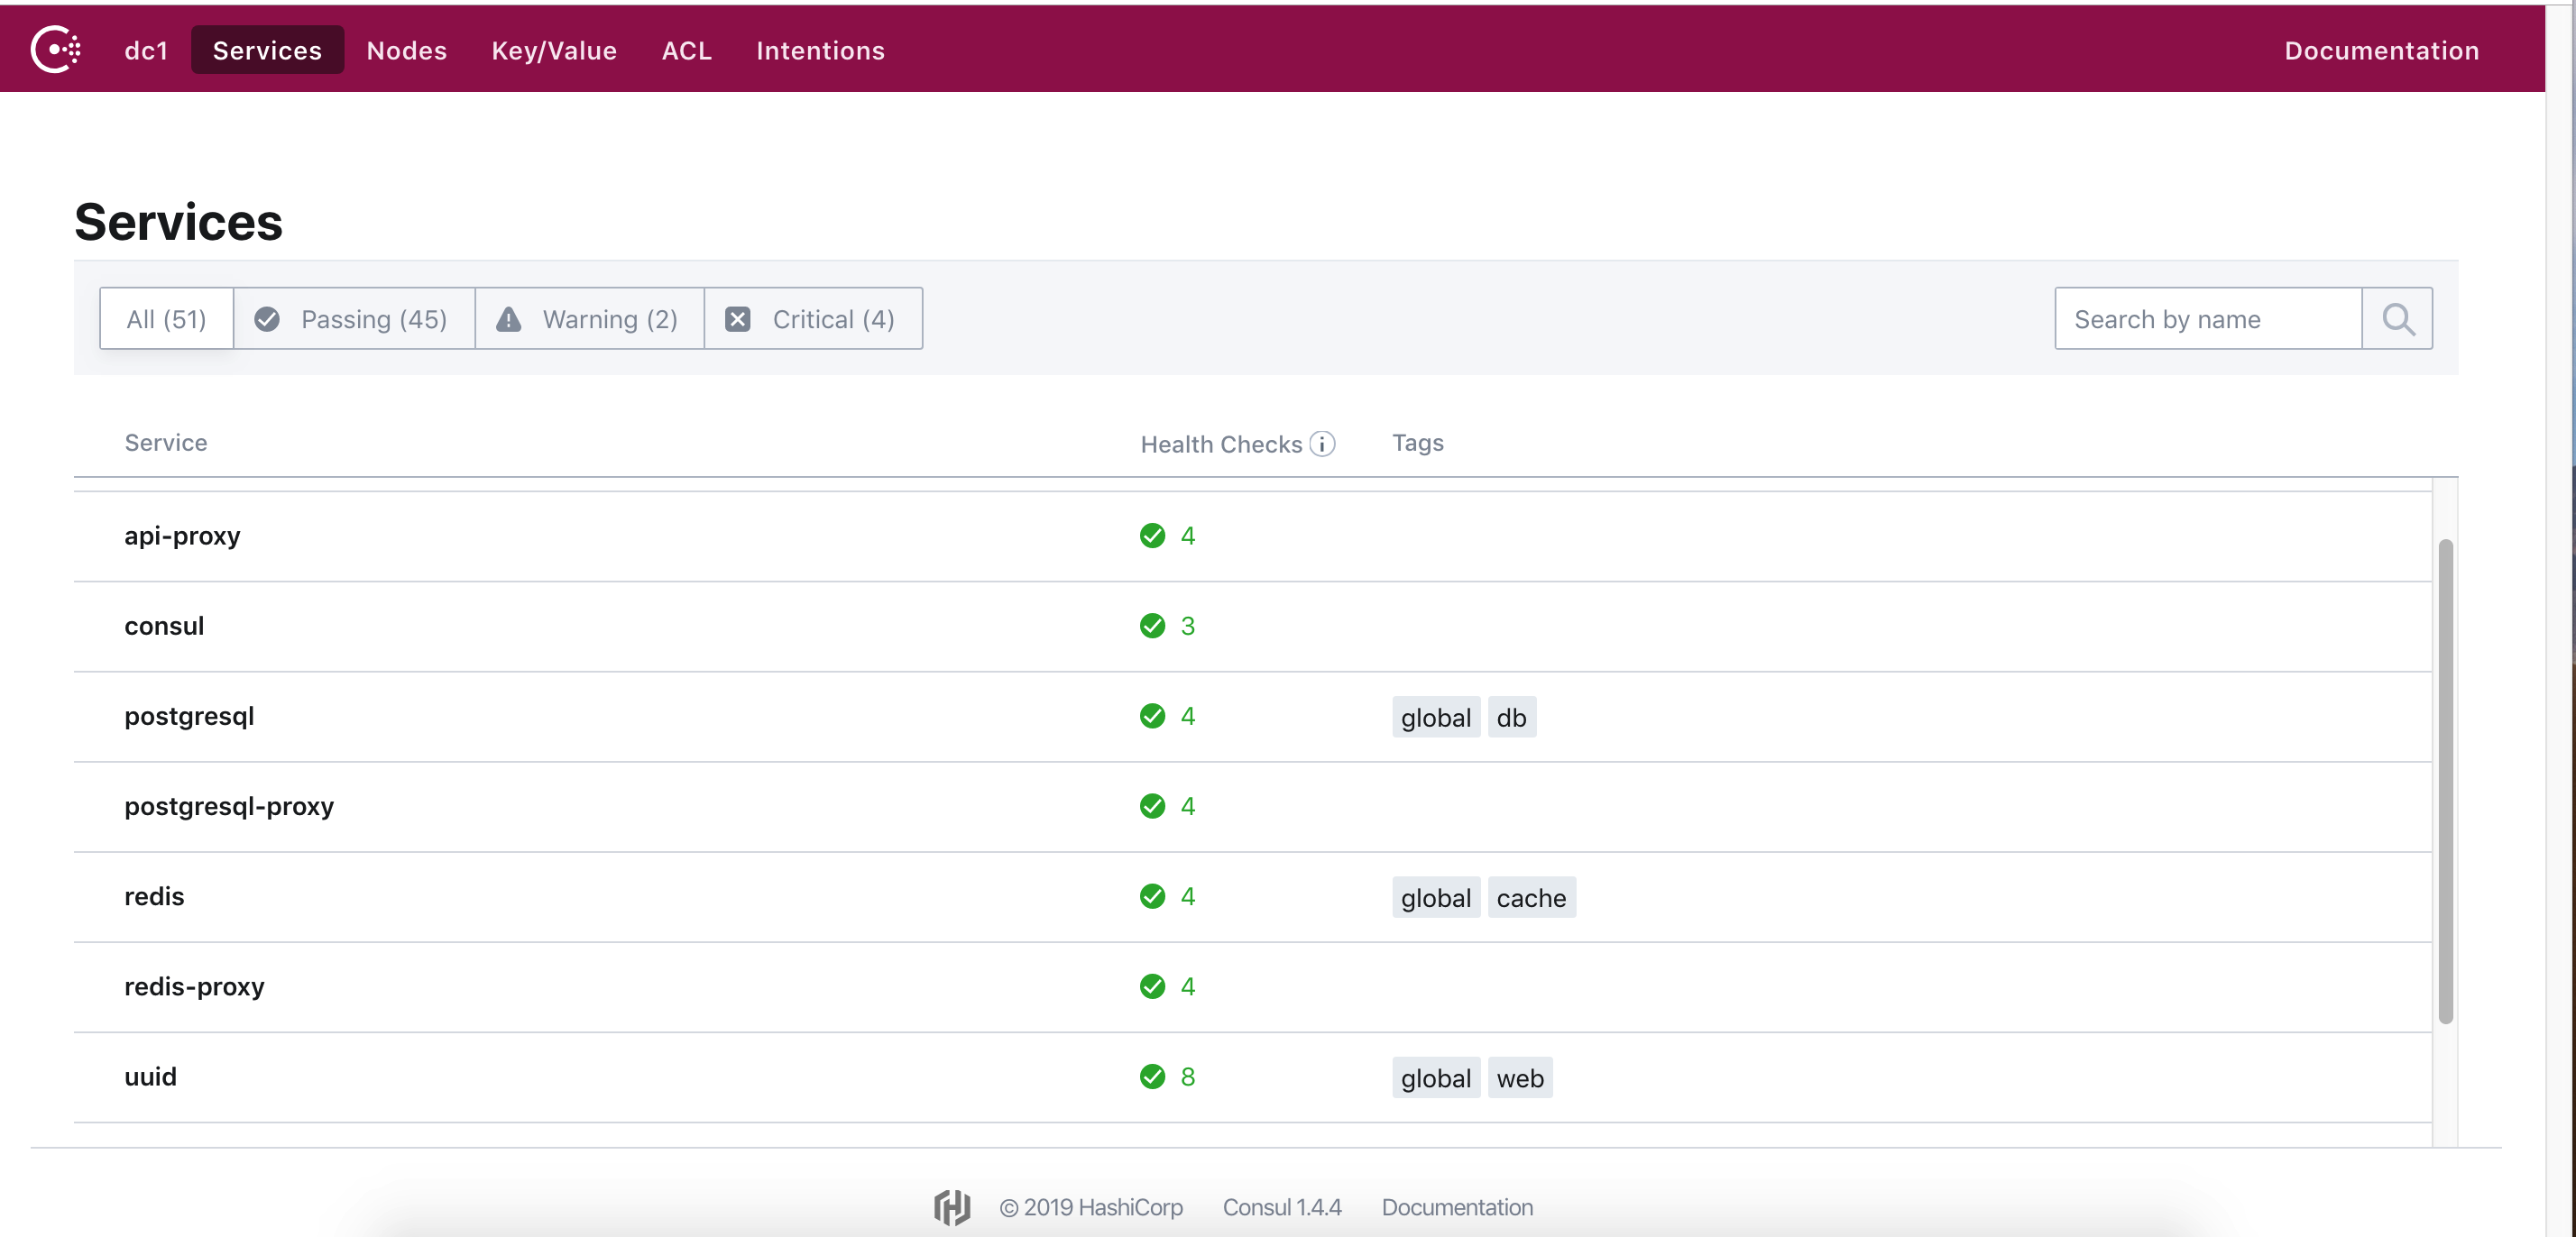 dc1 Services Nodes Key/Value ACL Intentions Documentation
Services
All (51) Passing (45) Warning (2) Critical (4) Search by name
Service Health Checks Tags
api-proxy 4
consul 3
postgresql 4 global db
postgresql-proxy 4
redis 4 global cache
redis-proxy 4
uuid 8 global web
© 2019 HashiCorp Consul 1.4.4 Documentation